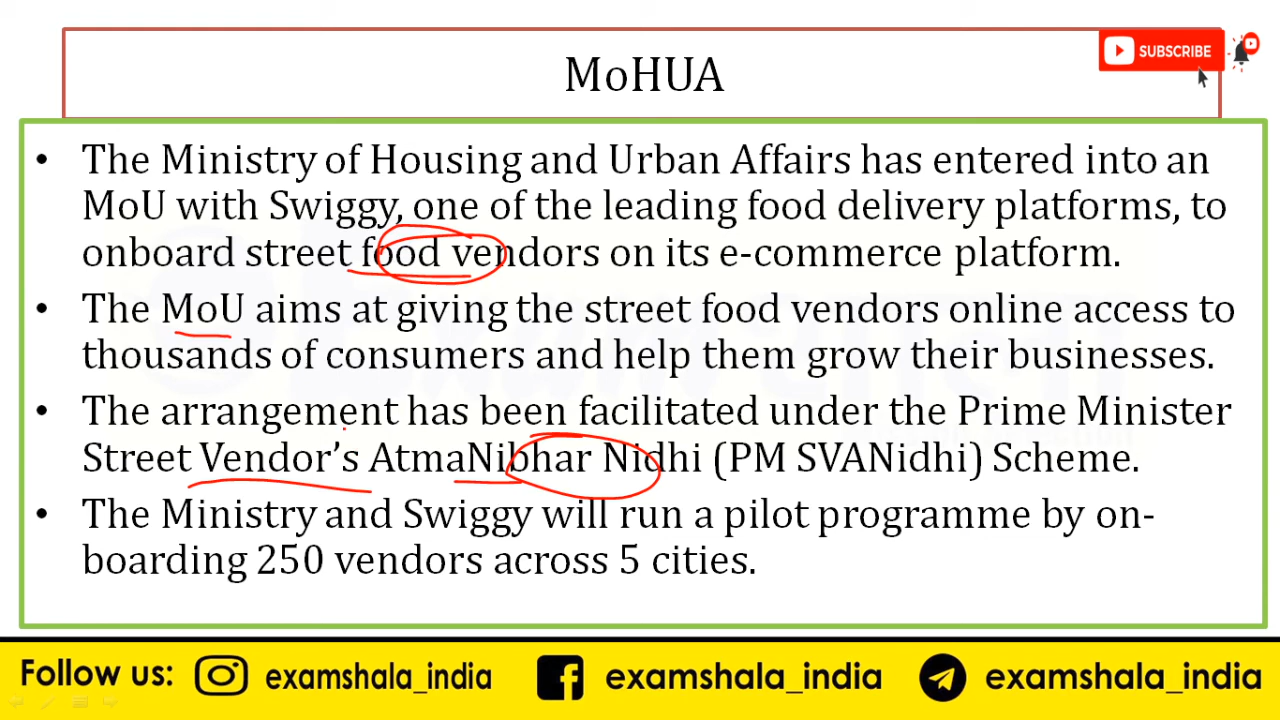 MoHUA
SUBSCRIBE
• The Ministry of Housing and Urban Affairs has entered into an
MoU with Swiggy, one of the leading food delivery platforms, to
onboard street food vendors on its e-commerce platform.
• The MoU aims at giving the street food vendors online access to
thousands of consumers and help them grow their businesses.
• The arrangement has been facilitated under the Prime Minister
Street Vendor’s AtmaNibhar Nidhi (PM SVANidhi) Scheme.
• The Ministry and Swiggy will run a pilot programme by on-
boarding 250 vendors across 5 cities.
Follow us: examshala_india examshala_india examshala_india